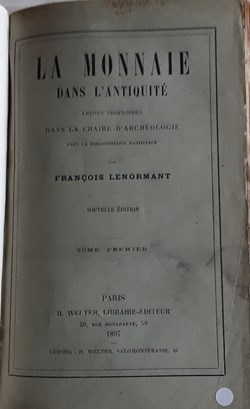 LA MONNAIE
DANS L'ANTIQUITÉ
LEÇONS PROFESSÉES
DANS LA CHAIRE D'ARCHÉOLOGIE
PRÈS LA BIBLIOTHÈQUE NATIONALE
PAR
FRANÇOIS LENORMANT
NOUVELLE ÉDITION
TOME PREMIER
PARIS
H. WELTER, LIBRAIRE-ÉDITEUR
59, RUE BONAPARTE, 59
1897
LEIPZIG : H. WELTER, SALOMONSTRASSE, 16